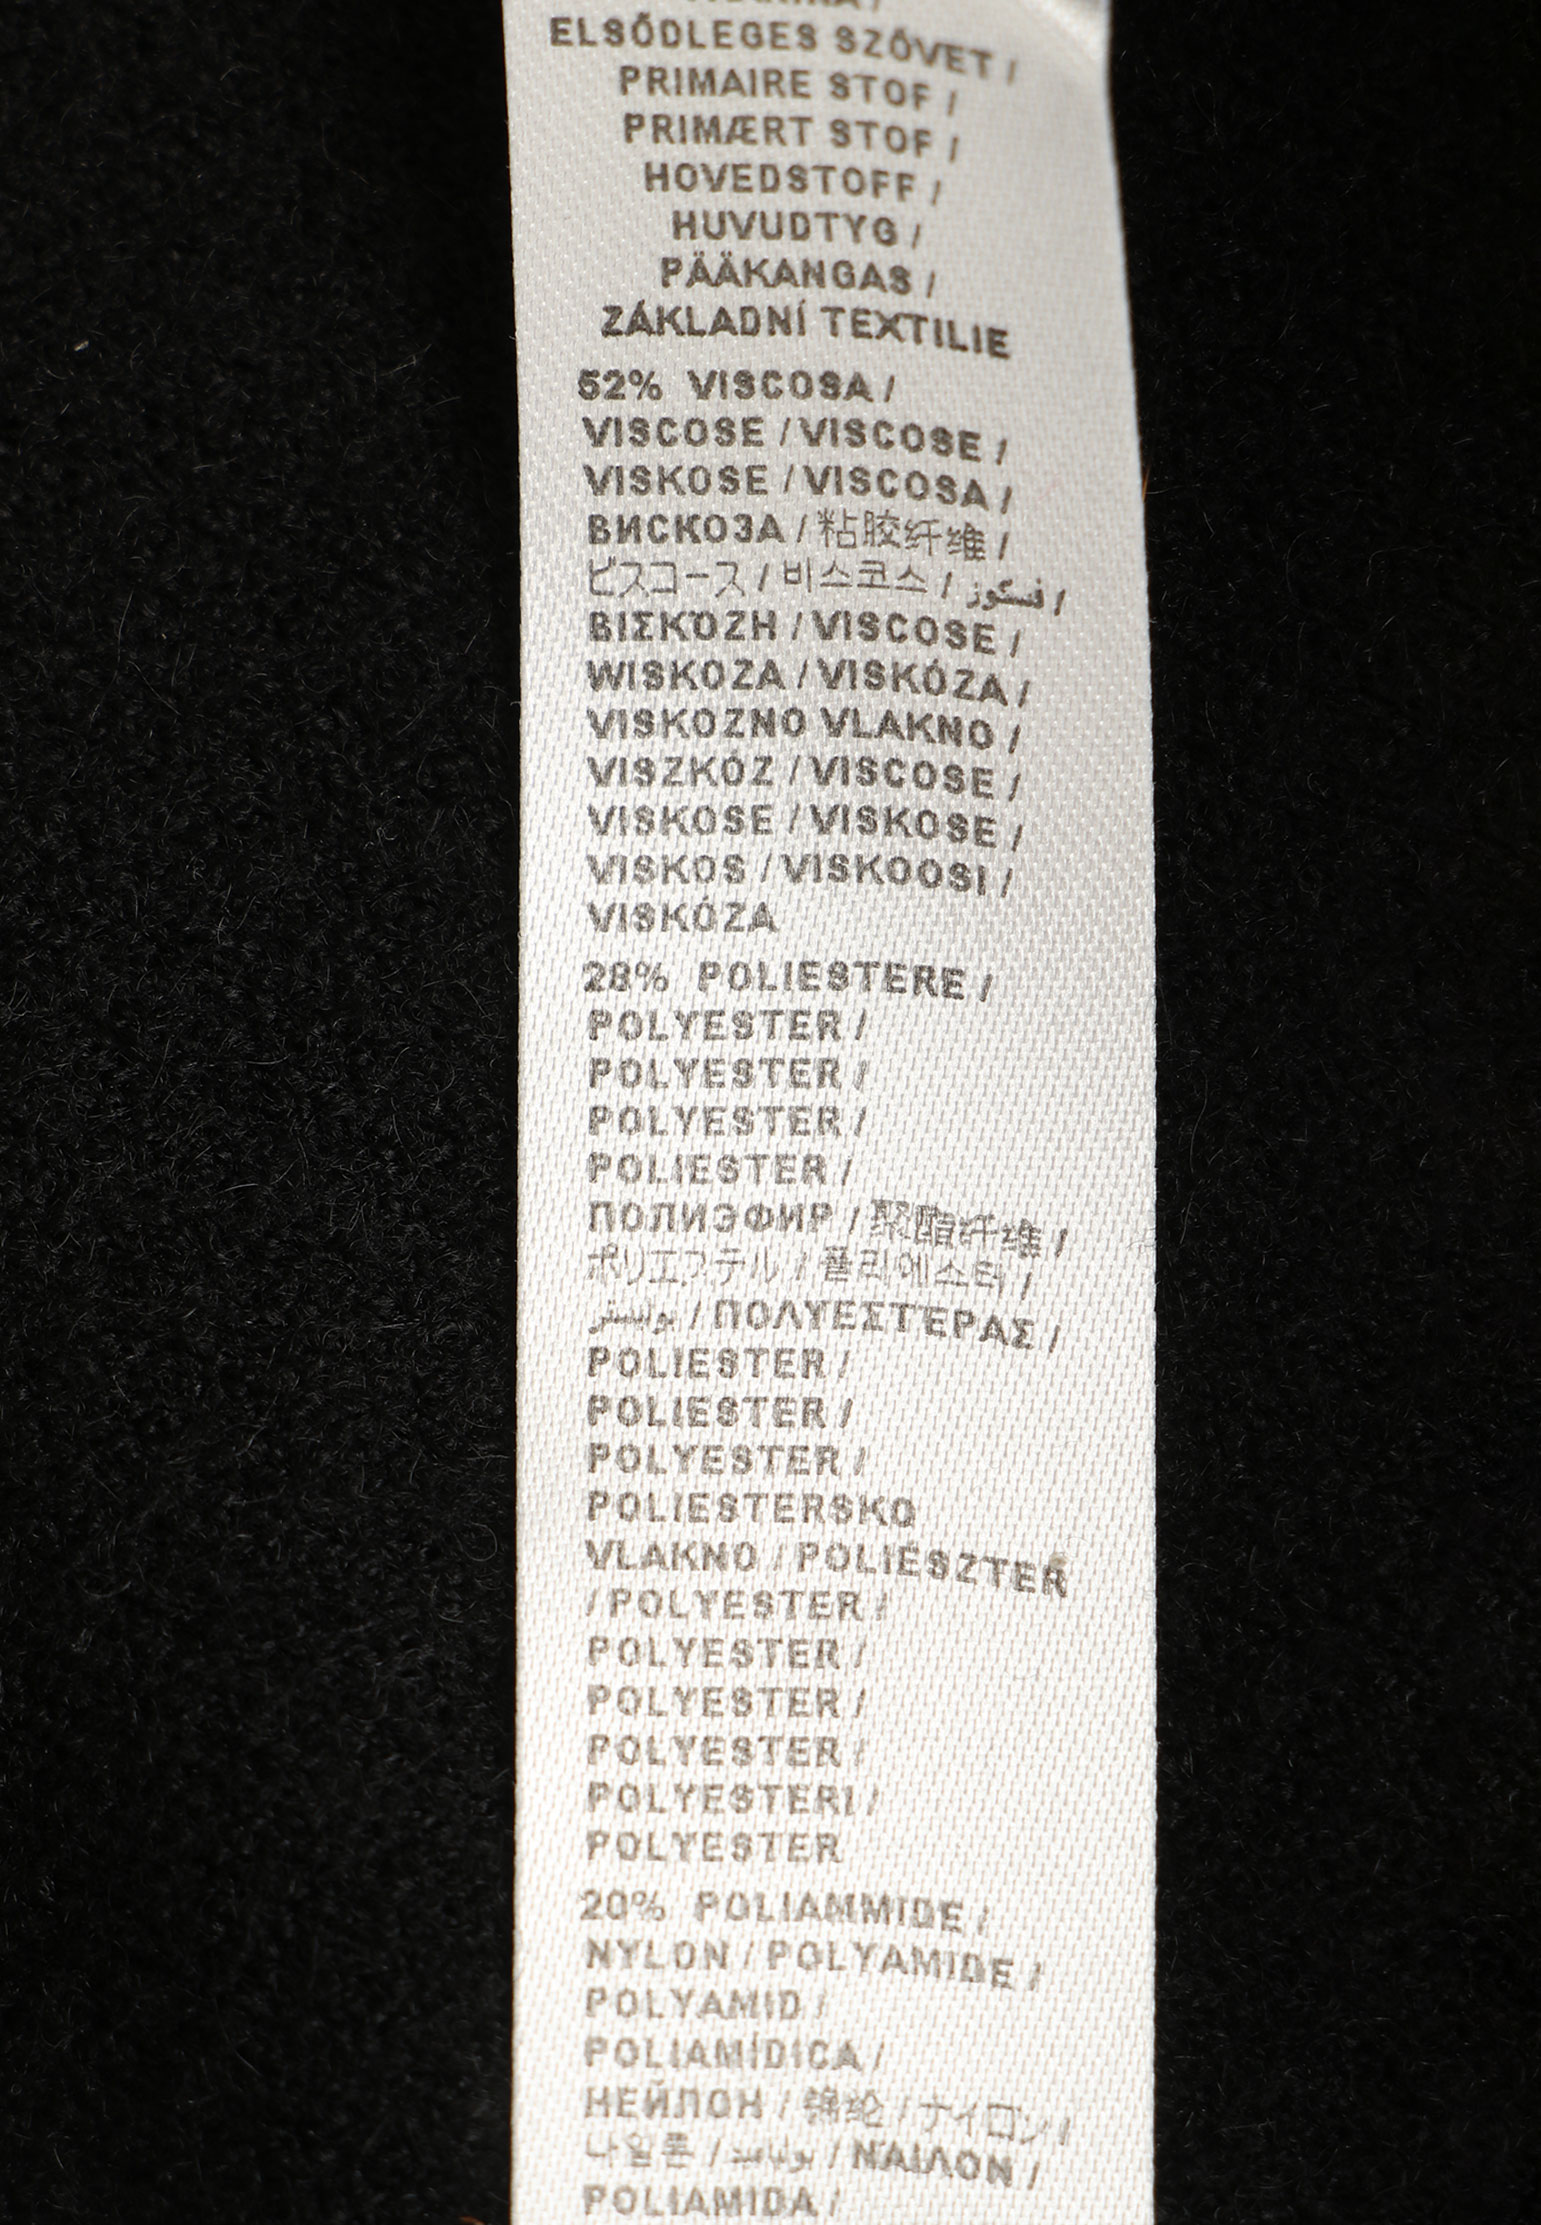 ELSŐDLEGES SZÖVET /
PRIMAIRE STOF /
PRIMÆRT STOF /
HOVEDSTOFF /
HUVUDTYG /
PÄÄKANGAS /
ZÁKLADNÍ TEXTILIE
52% VISCOSA /
VISCOSE / VISCOSE /
VISKOSE / VISCOSA /
ВИСКОЗА / 粘胶纤维 /
ビスコース / 비스코스 / فسكوز /
ΒΙΣΚΌΖΗ / VISCOSE /
WISKOZA / VISKÓZA /
VISKOZNO VLAKNO /
VISZKÓZ / VISCOSE /
VISKOSE / VISKOSE /
VISKOS / VISKOOSI /
VISKÓZA
28% POLIESTERE /
POLYESTER /
POLYESTER /
POLYESTER /
POLIESTER /
ПОЛИЭФИР / 聚酯纤维 /
ポリエステル / 폴리에스터 /
بولستر / ΠΟΛΥΕΣΤΈΡΑΣ /
POLIESTER /
POLIESTER /
POLYESTER /
POLIESTERSKO
VLAKNO / POLIÉSZTER
/ POLYESTER /
POLYESTER /
POLYESTER /
POLYESTER /
POLYESTERI /
POLYESTER
20% POLIAMMIDE /
NYLON / POLYAMIDE /
POLYAMID /
POLIAMÍDICA /
НЕЙЛОН / 锦纶 / ナイロン /
나일론 / / ΝΆΙΛΟΝ /
POLIAMIDA /